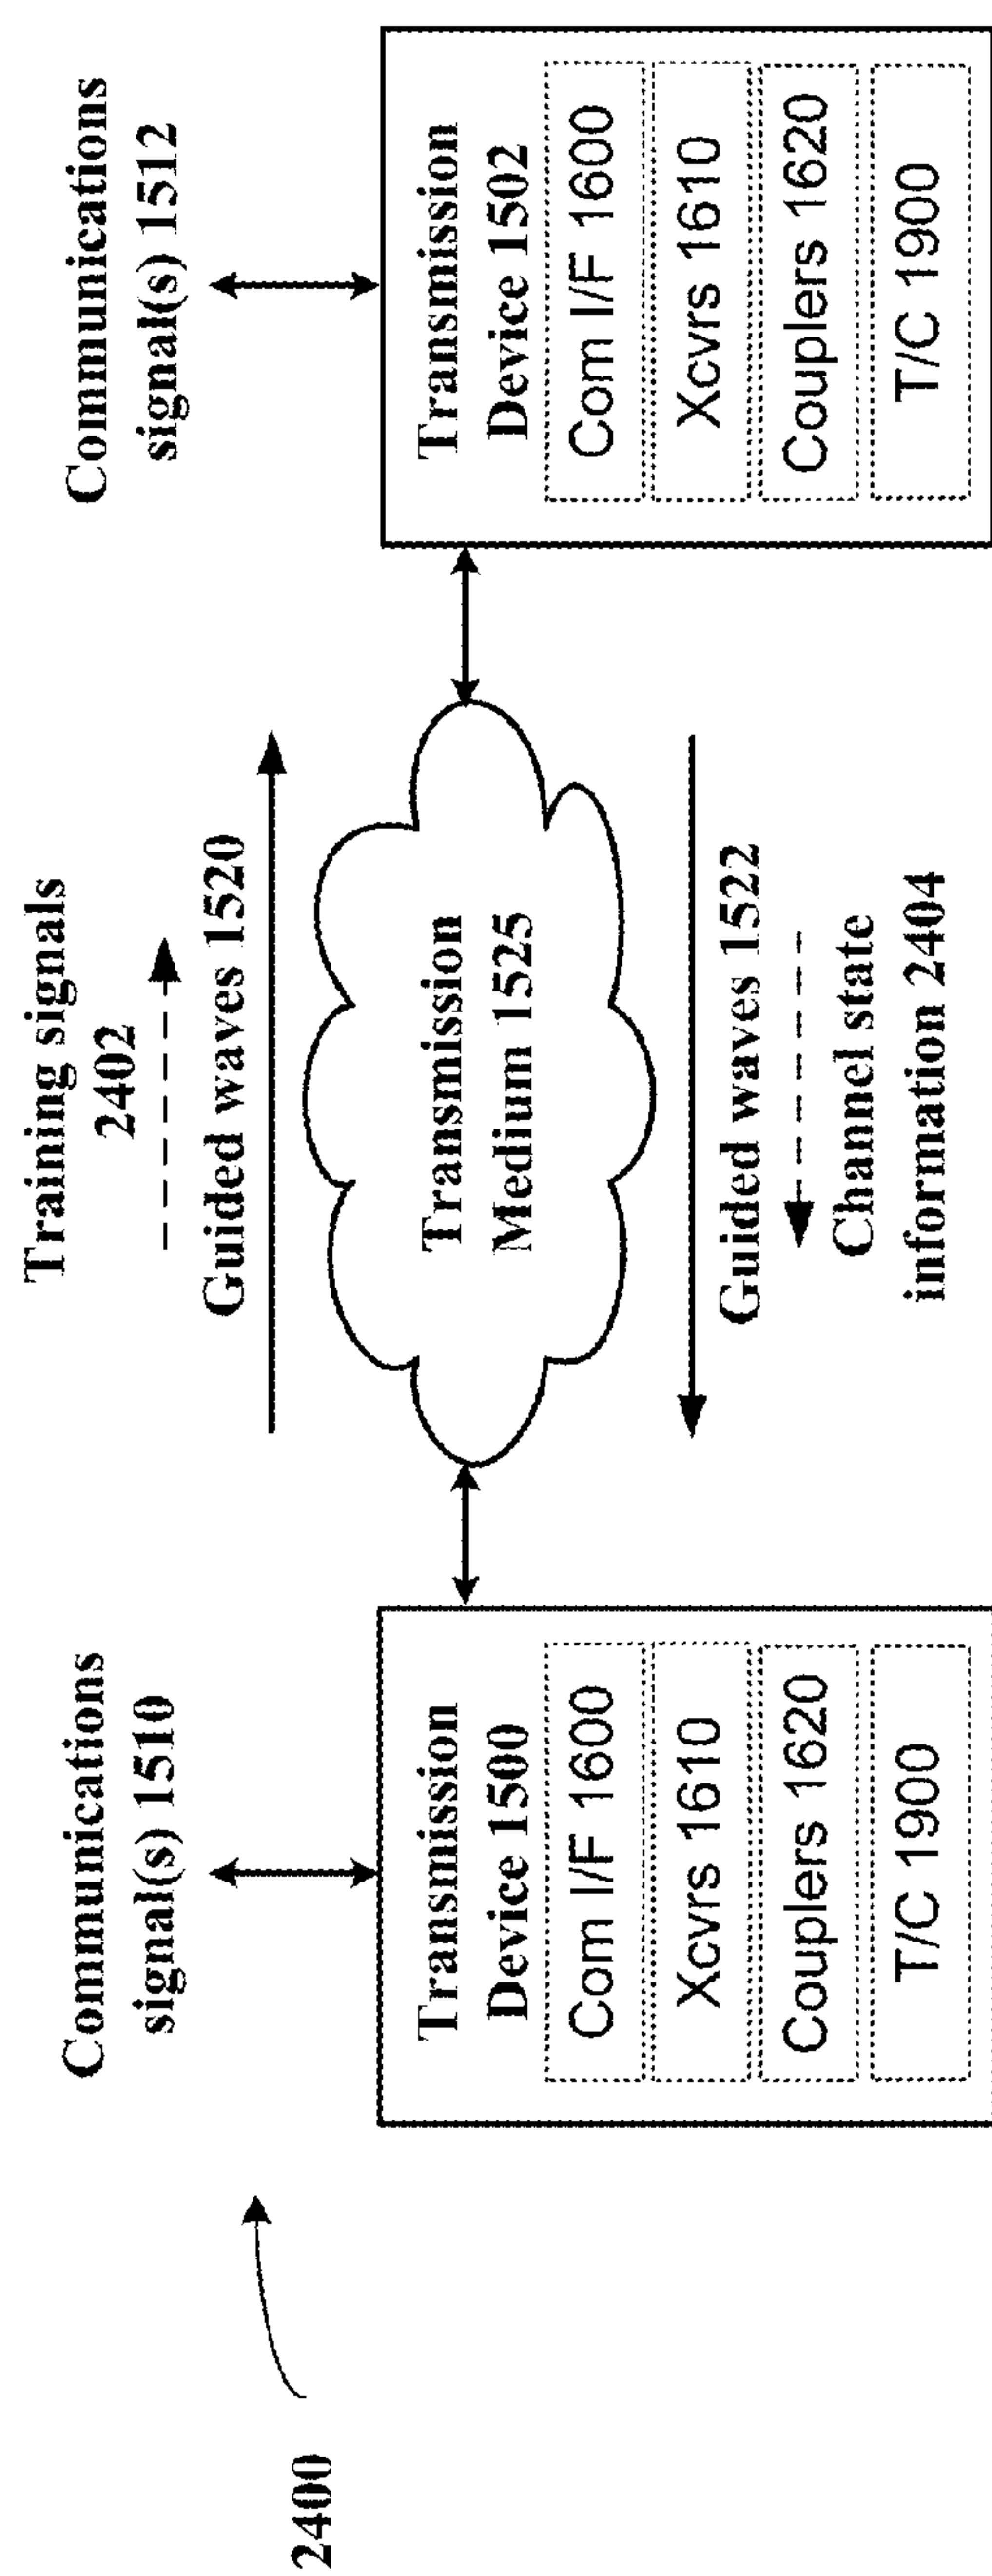 2400
Communications
signal(s) 1510
Transmission
Device 1500
Com I/F 1600
Xcvrs 1610
Couplers 1620
T/C 1900
Training signals
2402
Guided waves 1520
Transmission
Medium 1525
Guided waves 1522
Channel state
information 2404
Communications
signal(s) 1512
Transmission
Device 1502
Com I/F 1600
Xcvrs 1610
Couplers 1620
T/C 1900